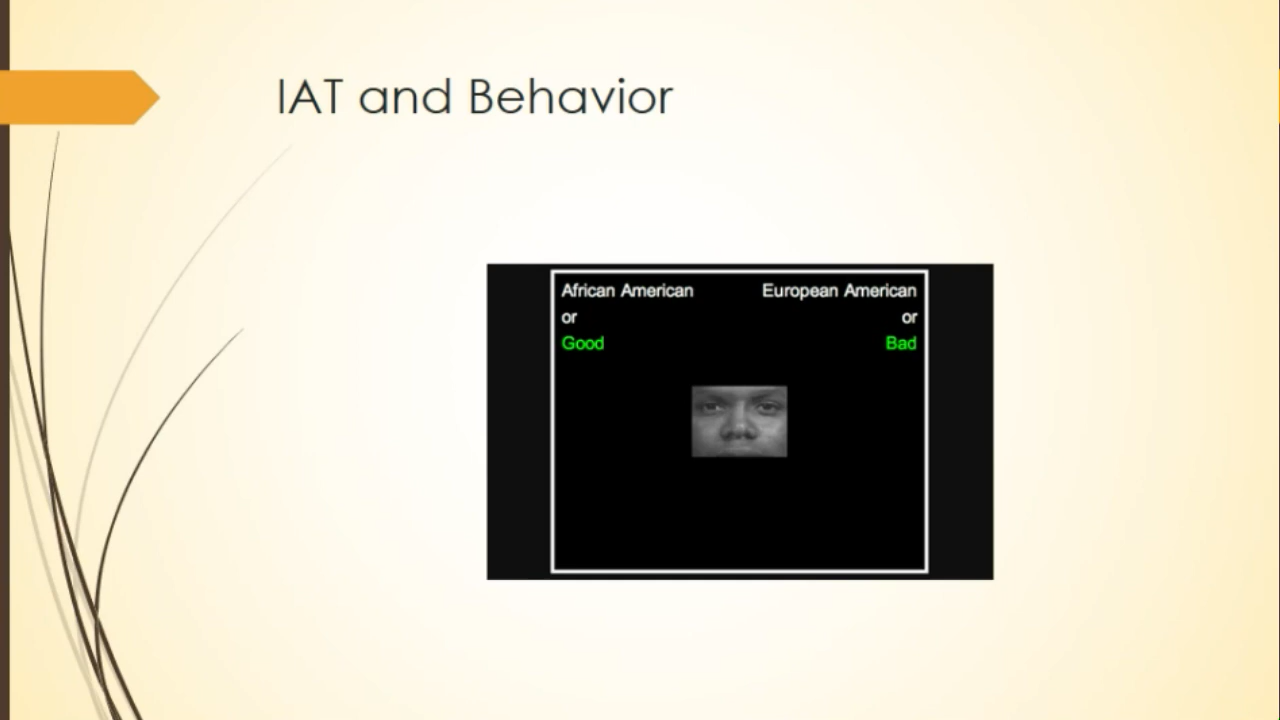 IAT and Behavior
African American European American
or or
Good Bad